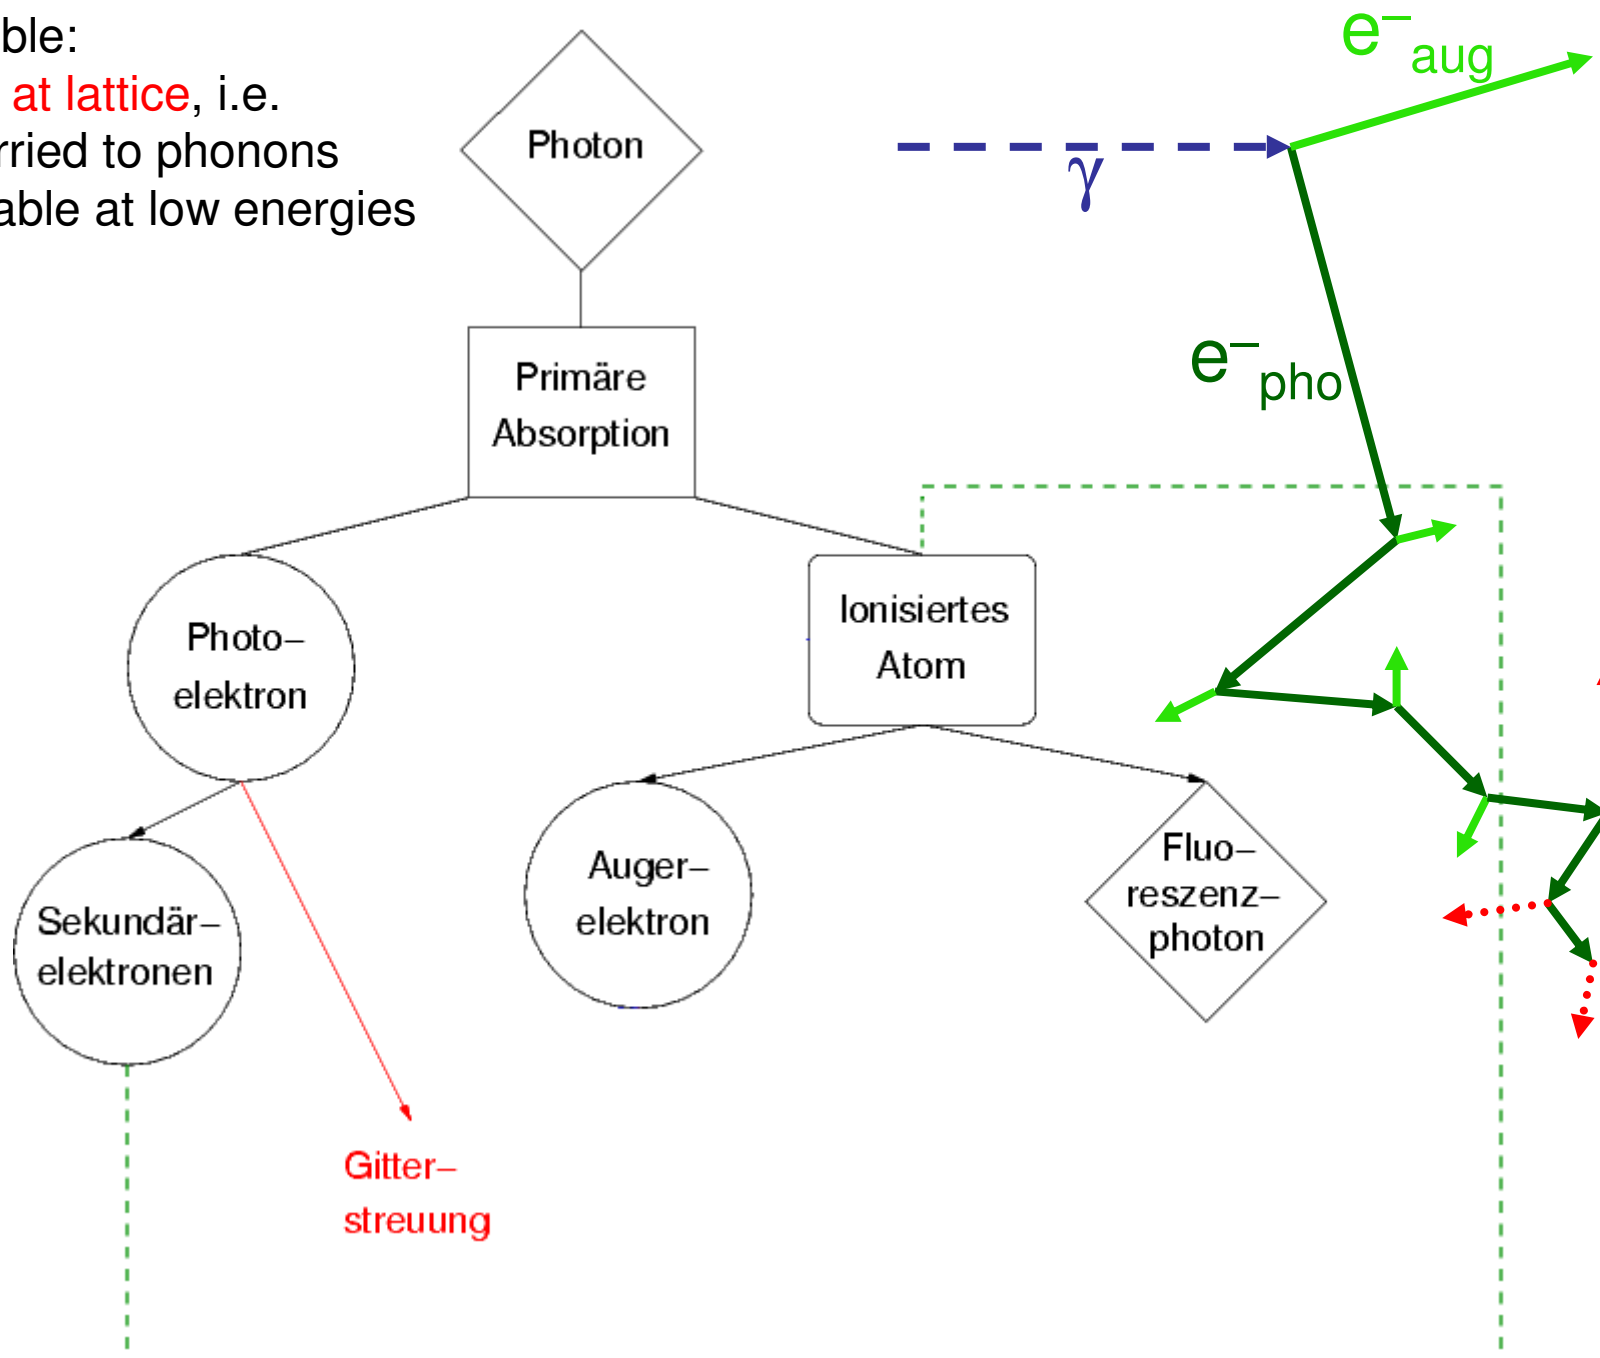 ble:
at lattice, i.e.
rried to phonons
able at low energies
Photon
Primäre
Absorption
Photo–
elektron
Ionisiertes
Atom
Sekundär–
elektronen
Auger–
elektron
Fluo–
reszenz–
photon
Gitter–
streuung
e–aug
γ
e–pho